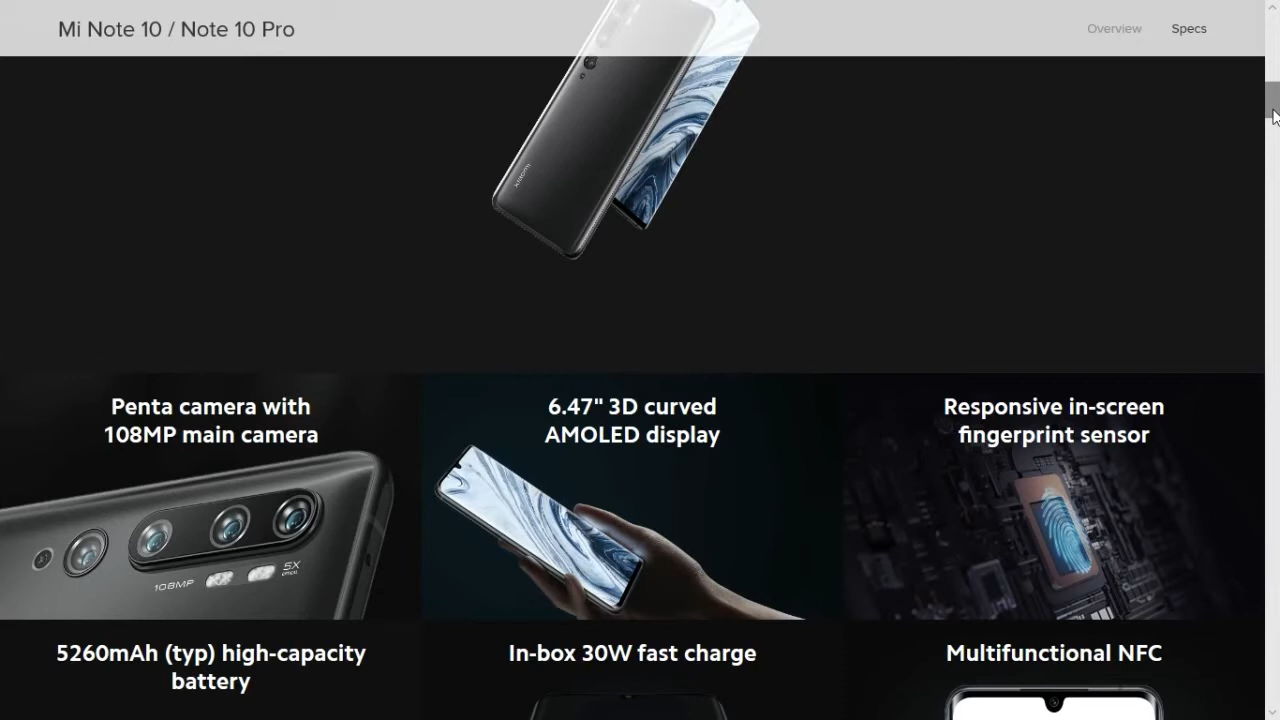 Mi Note 10 / Note 10 Pro
Overview
Specs
Xiaomi
Penta camera with
108MP main camera
6.47" 3D curved
AMOLED display
Responsive in-screen
fingerprint sensor
108MP
5X
5260mAh (typ) high-capacity
battery
In-box 30W fast charge
Multifunctional NFC